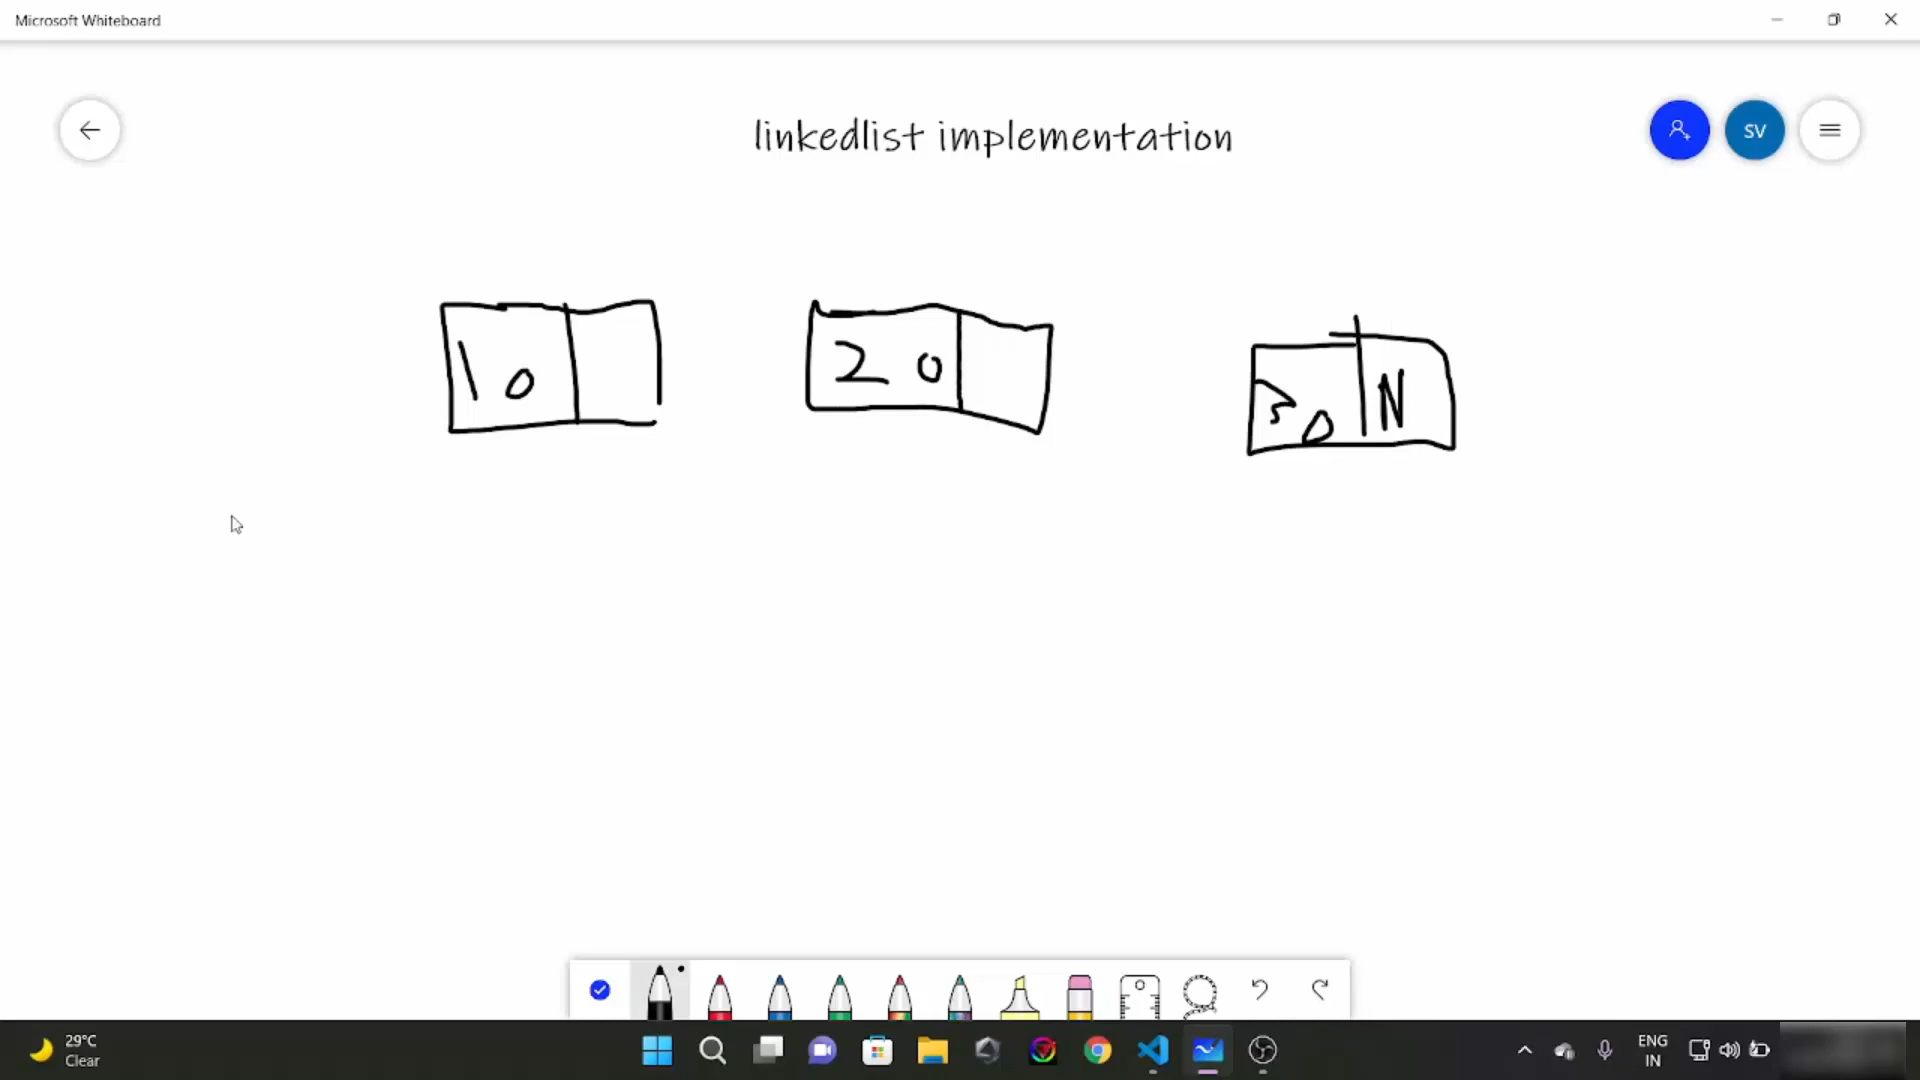 Microsoft Whiteboard
linkedlist implementation
SV
10
20
30 N
29°C
Clear
ENG
IN